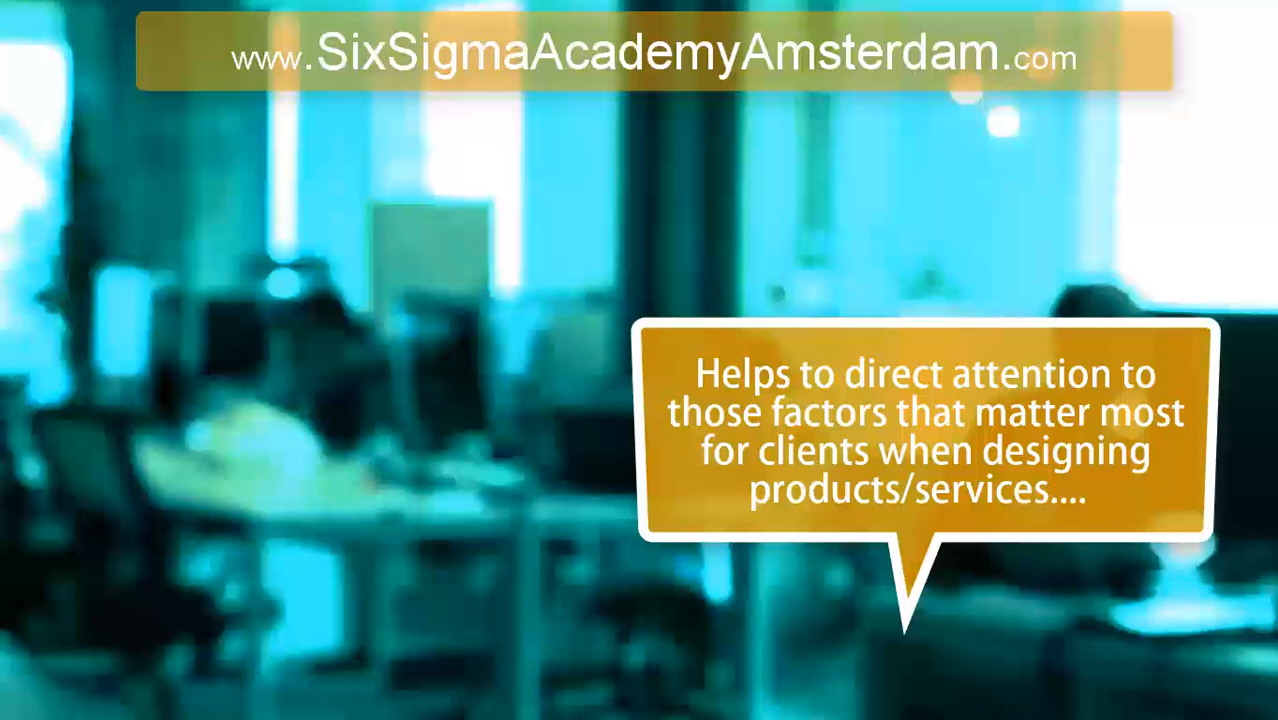 www.SixSigmaAcademyAmsterdam.com
Helps to direct attention to
those factors that matter most
for clients when designing
products/services....